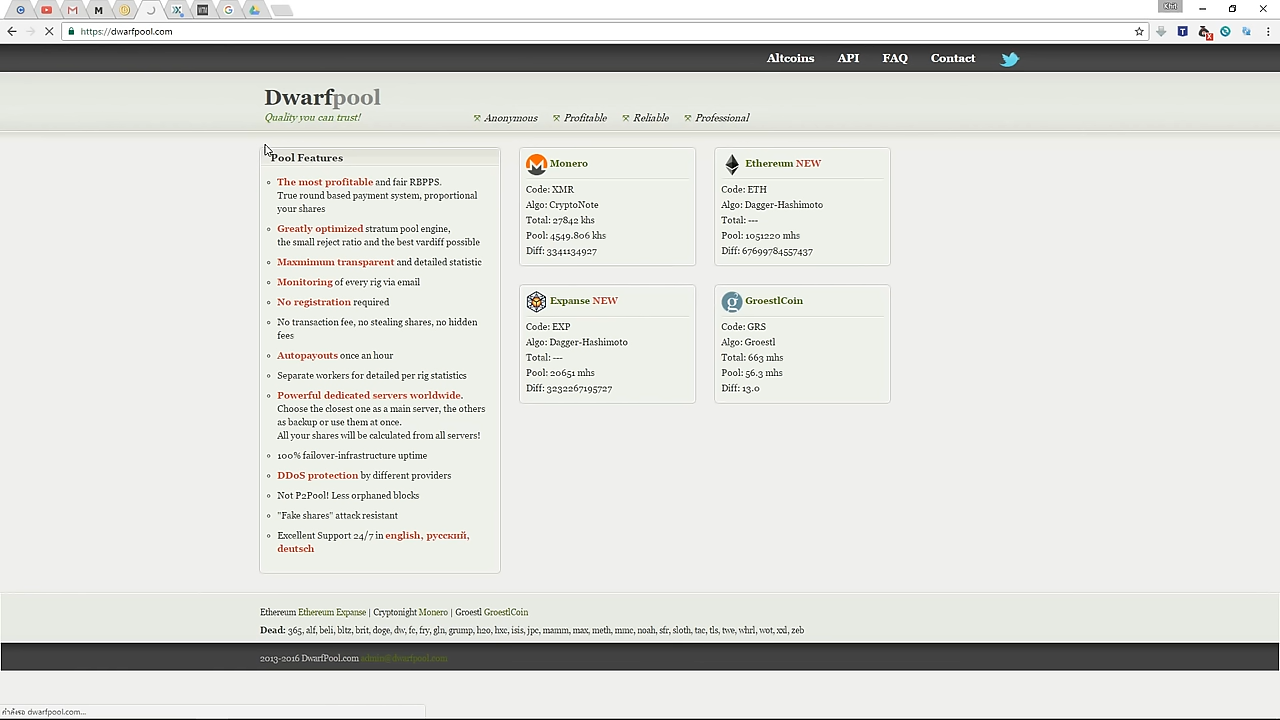 https://dwarfpool.com
Altcoins API FAQ Contact
Dwarfpool
Quality you can trust!
Anonymous Profitable Reliable Professional
Pool Features
The most profitable and fair RBPPS.
True round based payment system, proportional
your shares
Greatly optimized stratum pool engine,
the small reject ratio and the best vardiff possible
Maxmimum transparent and detailed statistic
Monitoring of every rig via email
No registration required
No transaction fee, no stealing shares, no hidden
fees
Autopayouts once an hour
Separate workers for detailed per rig statistics
Powerful dedicated servers worldwide.
Choose the closest one as a main server, the others
as backup or use them at once.
All your shares will be calculated from all servers!
100% failover-infrastructure uptime
DDoS protection by different providers
Not P2Pool! Less orphaned blocks
"Fake shares" attack resistant
Excellent Support 24/7 in english, русский,
deutsch
Monero
Code: XMR
Algo: CryptoNote
Total: 27842 khs
Pool: 4549.806 khs
Diff: 3341134927
Ethereum NEW
Code: ETH
Algo: Dagger-Hashimoto
Total: ---
Pool: 1051220 mhs
Diff: 67699784557437
Expanse NEW
Code: EXP
Algo: Dagger-Hashimoto
Total: ---
Pool: 20651 mhs
Diff: 3232267195727
GroestlCoin
Code: GRS
Algo: Groestl
Total: 663 mhs
Pool: 56.3 mhs
Diff: 13.0
Ethereum Ethereum Expanse | Cryptonight Monero | Groestl GroestlCoin
Dead: 365, alf, beli, bltz, brit, doge, dw, fc, fry, gln, grump, h2o, hxc, isis, jpc, mamm, max, meth, mmc, noah, sfr, sloth, tac, tls, twe, whrl, wot, xxl, zeb
2013-2016 DwarfPool.com admin@dwarfpool.com
กำลังรอ dwarfpool.com...